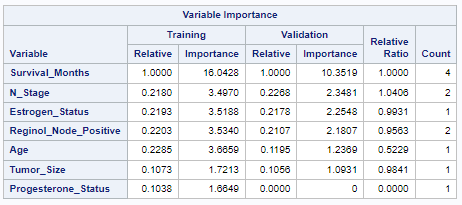 Variable Importance
Training Validation
Variable Relative Importance Relative Importance Relative Ratio Count
Survival_Months 1.0000 16.0428 1.0000 10.3519 1.0000 4
N_Stage 0.2180 3.4970 0.2268 2.3481 1.0406 2
Estrogen_Status 0.2193 3.5188 0.2178 2.2548 0.9931 1
Reginol_Node_Positive 0.2203 3.5340 0.2107 2.1807 0.9563 2
Age 0.2285 3.6659 0.1195 1.2369 0.5229 1
Tumor_Size 0.1073 1.7213 0.1056 1.0931 0.9841 1
Progesterone_Status 0.1038 1.6649 0.0000 0 0.0000 1